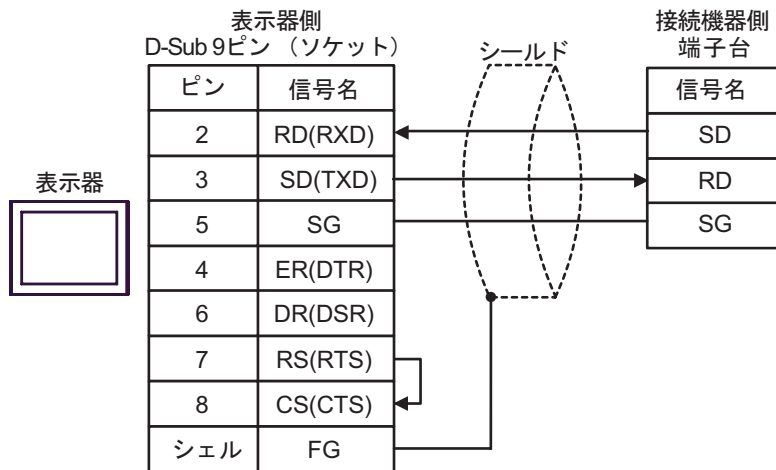 表示器側
D-Sub 9ピン （ソケット）
シールド
接続機器側
端子台
ピン 信号名
信号名
2 RD(RXD)
SD
表示器
3 SD(TXD)
RD
5 SG
SG
4 ER(DTR)
6 DR(DSR)
7 RS(RTS)
8 CS(CTS)
シェル FG